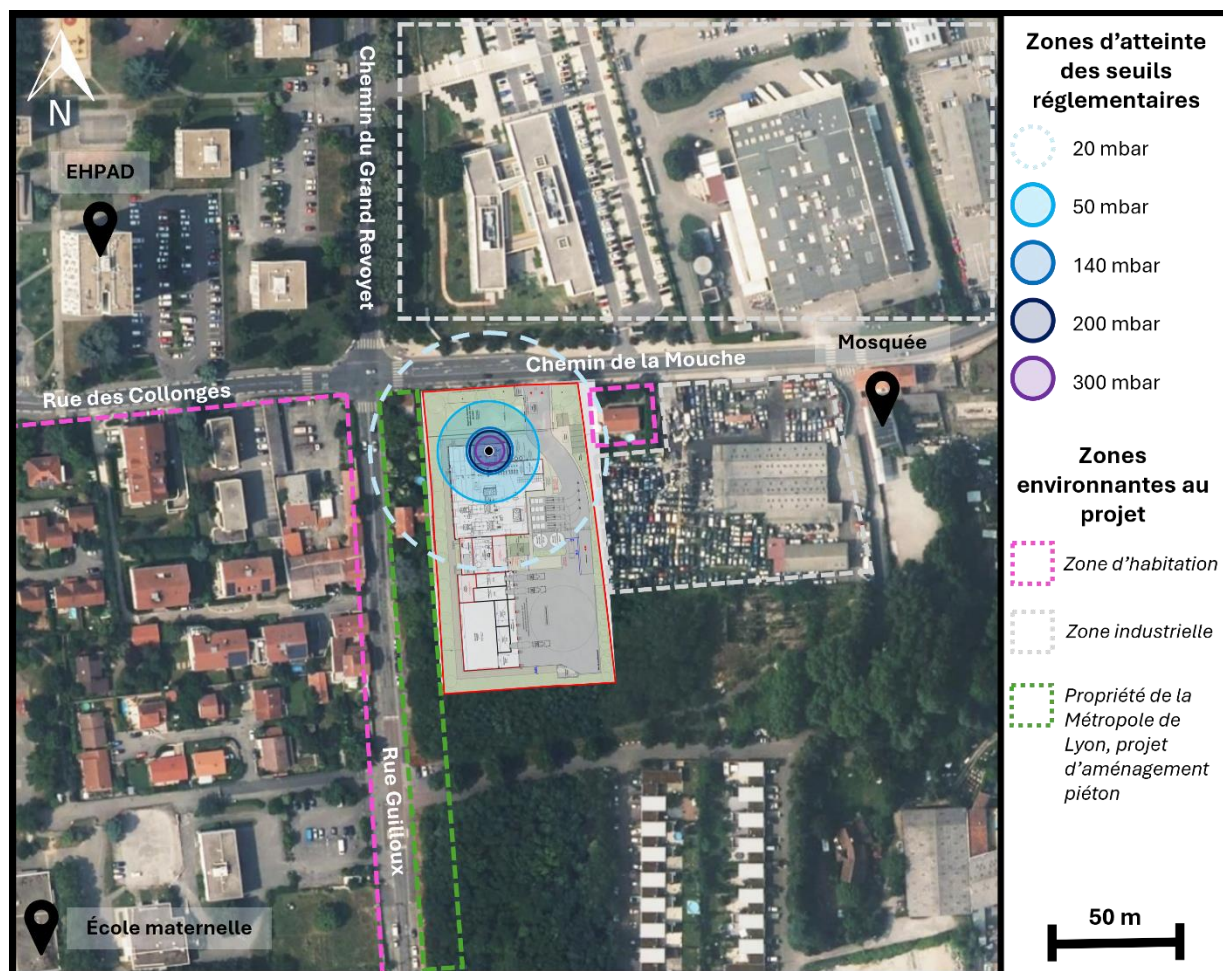 Chemin du Grand Revoyet
N
EHPAD
Mosquée
Chemin de la Mouche
Rue des Collonges
Rue Guilloux
École maternelle
Zones d’atteinte
des seuils
réglementaires
20 mbar
50 mbar
140 mbar
200 mbar
300 mbar
Zones
environnantes au
projet
Zone d’habitation
Zone industrielle
Propriété de la
Métropole de
Lyon, projet
d’aménagement
piéton
50 m